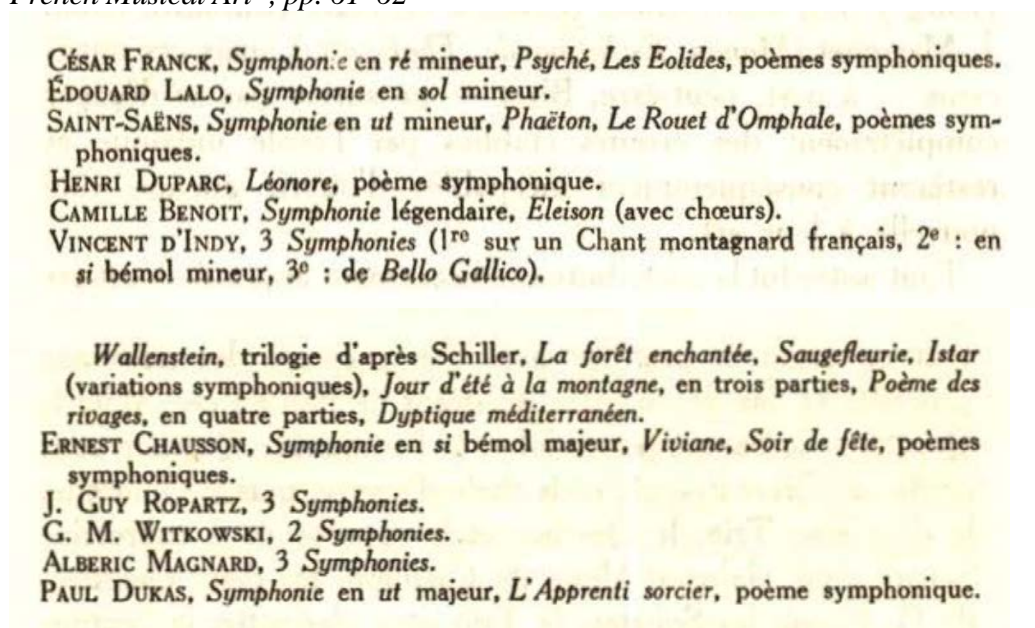 French Musical Art", pp. 81–82
CÉSAR FRANCK, Symphonie en ré mineur, Psyché, Les Eolides, poèmes symphoniques.
ÉDOUARD LALO, Symphonie en sol mineur.
SAINT-SAËNS, Symphonie en ut mineur, Phaëton, Le Rouet d'Omphale, poèmes sym-
phoniques.
HENRI DUPARC, Léonore, poème symphonique.
CAMILLE BENOIT, Symphonie légendaire, Eleison (avec chœurs).
VINCENT D'INDY, 3 Symphonies (1re sur un Chant montagnard français, 2e : en
si bémol mineur, 3e : de Bello Gallico).
Wallenstein, trilogie d'après Schiller, La forêt enchantée, Saugefleurie, Istar
(variations symphoniques), Jour d'été à la montagne, en trois parties, Poème des
rivages, en quatre parties, Dyptique méditerranéen.
ERNEST CHAUSSON, Symphonie en si bémol majeur, Viviane, Soir de fête, poèmes
symphoniques.
J. GUY ROPARTZ, 3 Symphonies.
G. M. WITKOWSKI, 2 Symphonies.
ALBERIC MAGNARD, 3 Symphonies.
PAUL DUKAS, Symphonie en ut majeur, L'Apprenti sorcier, poème symphonique.